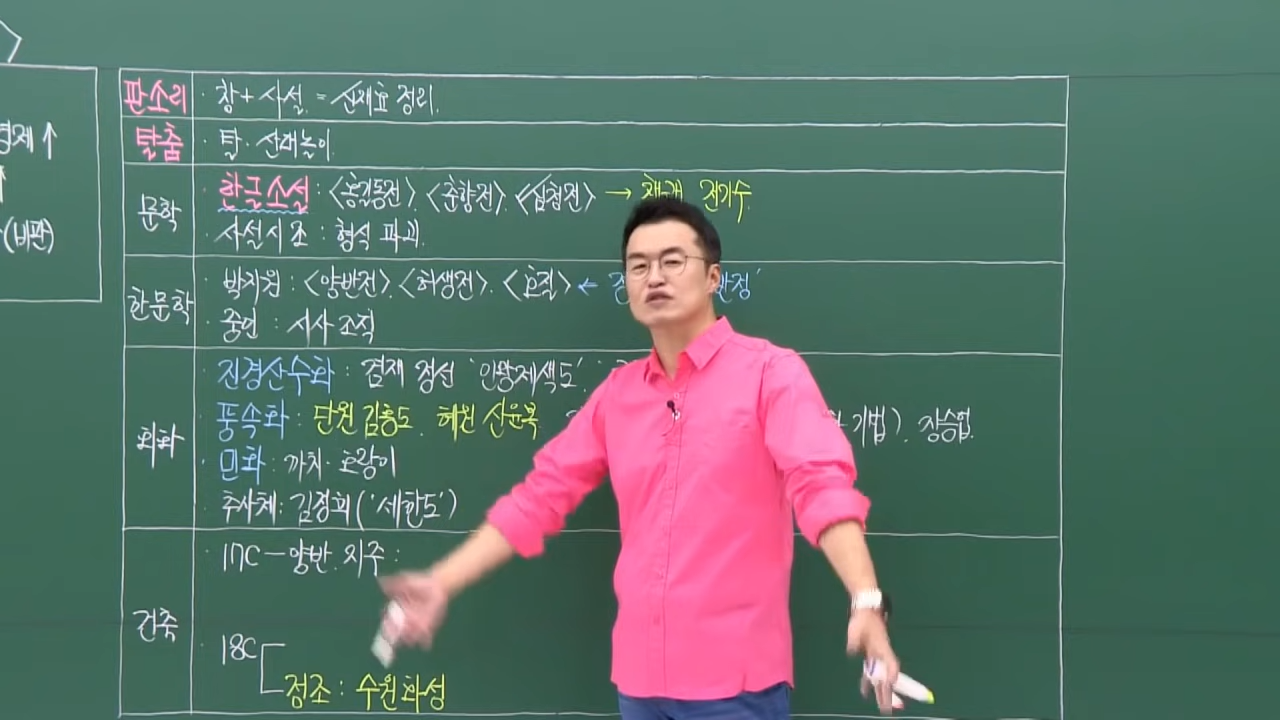 경제 ↑
↑
(비판)
판소리 · 창 + 사설. = 신재효 정리.
탈춤 · 탈·산대놀이.
문학 · 한글소설 : <홍길동전>. <춘향전>. <심청전> → 전기수.
· 사설시조 : 형식 파괴.
한문학 · 박지원 : <양반전>. <허생전>. <호질> ← 반정'
· 중인 : 시사 조직
회화 · 진경산수화 : 겸재 정선 '인왕제색도'.
· 풍속화 : 단원 김홍도. 혜원 신윤복 기법). 장승업.
· 민화 : 까치·호랑이
· 추사체 : 김정희 ('세한도')
건축 · 17C - 양반. 지주 :
· 18C
정조 : 수원화성